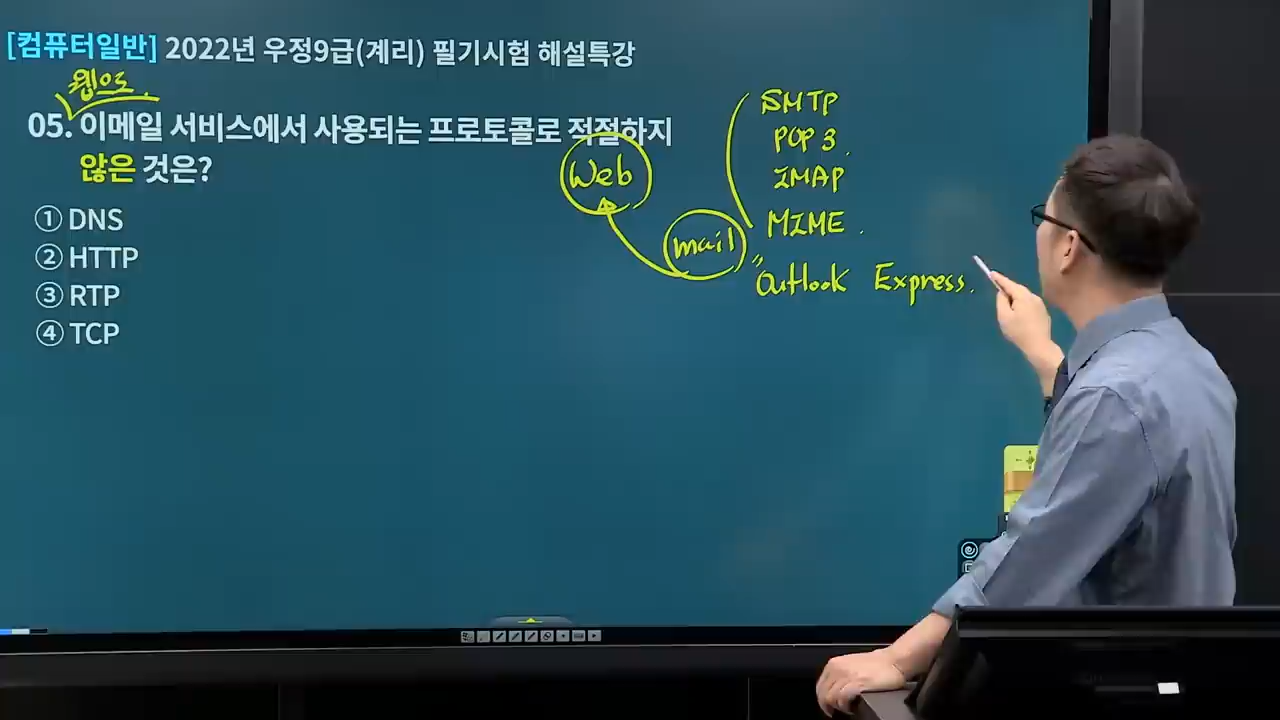 [컴퓨터일반] 2022년 우정9급(계리) 필기시험 해설특강
웹으로
05. 이메일 서비스에서 사용되는 프로토콜로 적절하지
않은 것은?
① DNS
② HTTP
③ RTP
④ TCP
Web
mail
SMTP
POP 3
IMAP
MIME
"Outlook Express.